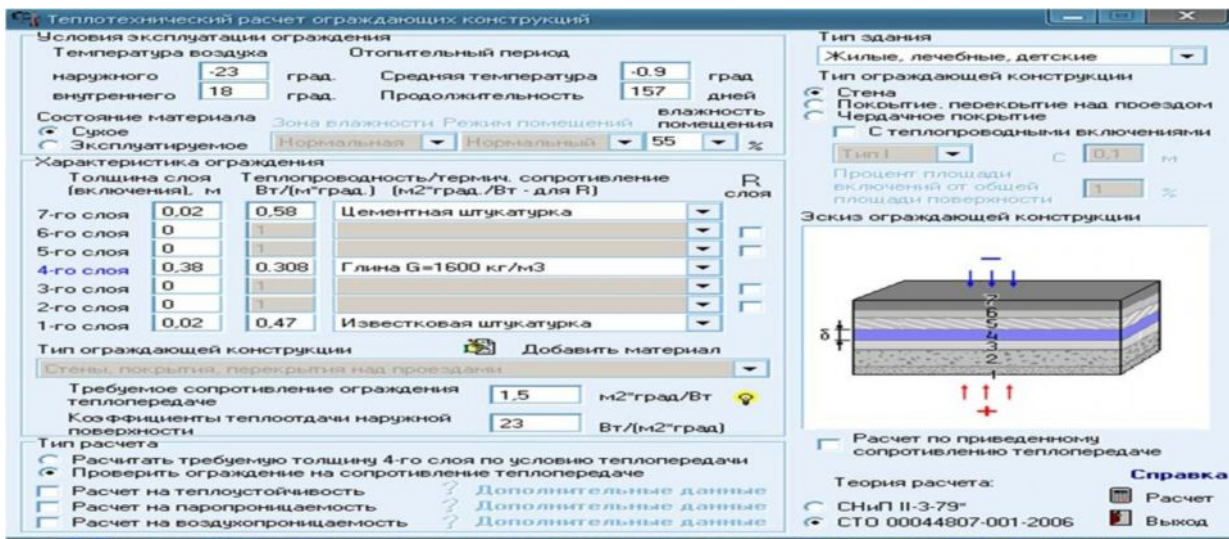 Теплотехнический расчет ограждающих конструкций
Условия эксплуатации ограждения
Температура воздуха Отопительный период
наружного -23 град. Средняя температура -0.9 град
внутреннего 18 град. Продолжительность 157 дней
Состояние материала Зона влажности Режим помещений влажность помещения
Сухое
Эксплуатируемое Нормальная Нормальный 55 %
Характеристика ограждения
Толщина слоя Теплопроводность/термич. сопротивление R
(включения), м Вт/(м*град.) (м2*град./Вт - для R) слоя
7-го слоя 0,02 0,58 Цементная штукатурка
6-го слоя 0 1
5-го слоя 0 1
4-го слоя 0,38 0.308 Глина G=1600 кг/м3
3-го слоя 0 1
2-го слоя 0 1
1-го слоя 0,02 0,47 Известковая штукатурка
Тип ограждающей конструкции Добавить материал
Стены, покрытия, перекрытия над проездами
Требуемое сопротивление ограждения
теплопередаче 1,5 м2*град/Вт
Коэффициенты теплоотдачи наружной
поверхности 23 Вт/(м2*град)
Тип расчета
Расчитать требуемую толщину 4-го слоя по условию теплопередачи
Проверить ограждение на сопротивление теплопередаче
Расчет на теплоустойчивость ? Дополнительные данные
Расчет на паропроницаемость ? Дополнительные данные
Расчет на воздухопроницаемость ? Дополнительные данные
Тип здания
Жилые, лечебные, детские
Тип ограждающей конструкции
Стена
Покрытие, перекрытие над проездом
Чердачное покрытие
С теплопроводными включениями
Тип I С 0,1 м
Процент площади
включений от общей 1 %
площади поверхности
Эскиз ограждающей конструкции
7
6
5
4
3
2
1
δ
Расчет по приведенному
сопротивлению теплопередаче
Теория расчета: Справка
СНиП II-3-79* Расчет
СТО 00044807-001-2006 Выход